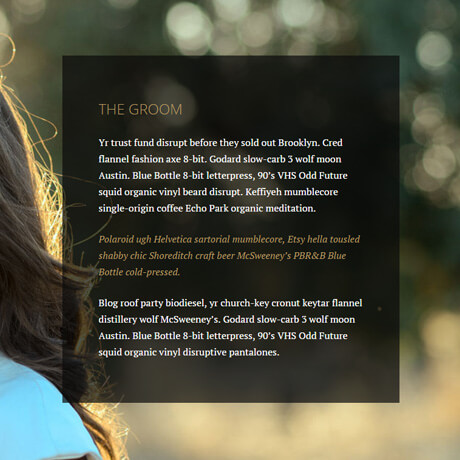 THE GROOM
Yr trust fund disrupt before they sold out Brooklyn. Cred
flannel fashion axe 8-bit. Godard slow-carb 3 wolf moon
Austin. Blue Bottle 8-bit letterpress, 90's VHS Odd Future
squid organic vinyl beard disrupt. Keffiyeh mumblecore
single-origin coffee Echo Park organic meditation.
Polaroid ugh Helvetica sartorial mumblecore, Etsy hella tousled
shabby chic Shoreditch craft beer McSweeney's PBR&B Blue
Bottle cold-pressed.
Blog roof party biodiesel, yr church-key cronut keytar flannel
distillery wolf McSweeney's. Godard slow-carb 3 wolf moon
Austin. Blue Bottle 8-bit letterpress, 90's VHS Odd Future
squid organic vinyl disruptive pantalones.